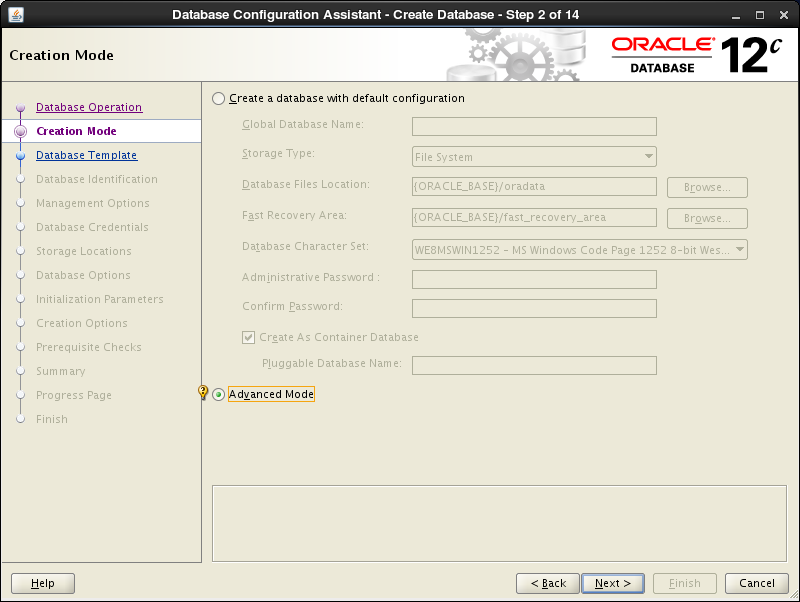 Database Configuration Assistant - Create Database - Step 2 of 14
Creation Mode
ORACLE®
DATABASE
12c
Database Operation
Creation Mode
Database Template
Database Identification
Management Options
Database Credentials
Storage Locations
Database Options
Initialization Parameters
Creation Options
Prerequisite Checks
Summary
Progress Page
Finish
Create a database with default configuration
Global Database Name:
Storage Type: File System
Database Files Location: {ORACLE_BASE}/oradata Browse...
Fast Recovery Area: {ORACLE_BASE}/fast_recovery_area Browse...
Database Character Set: WE8MSWIN1252 - MS Windows Code Page 1252 8-bit Wes...
Administrative Password :
Confirm Password:
Create As Container Database
Pluggable Database Name:
Advanced Mode
Help < Back Next > Finish Cancel